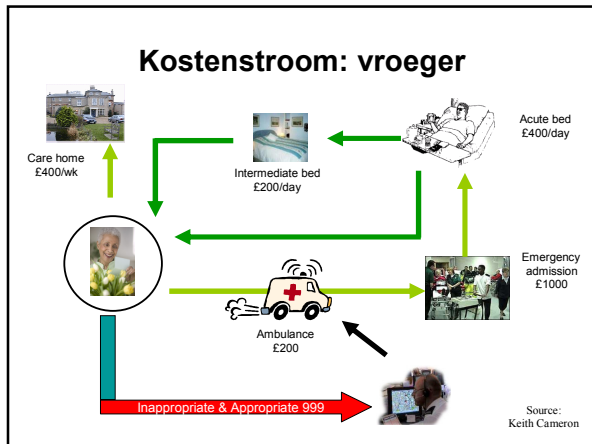 Kostenstroom: vroeger
Care home
£400/wk
Intermediate bed
£200/day
Acute bed
£400/day
Emergency
admission
£1000
Ambulance
£200
Inappropriate & Appropriate 999
Source:
Keith Cameron